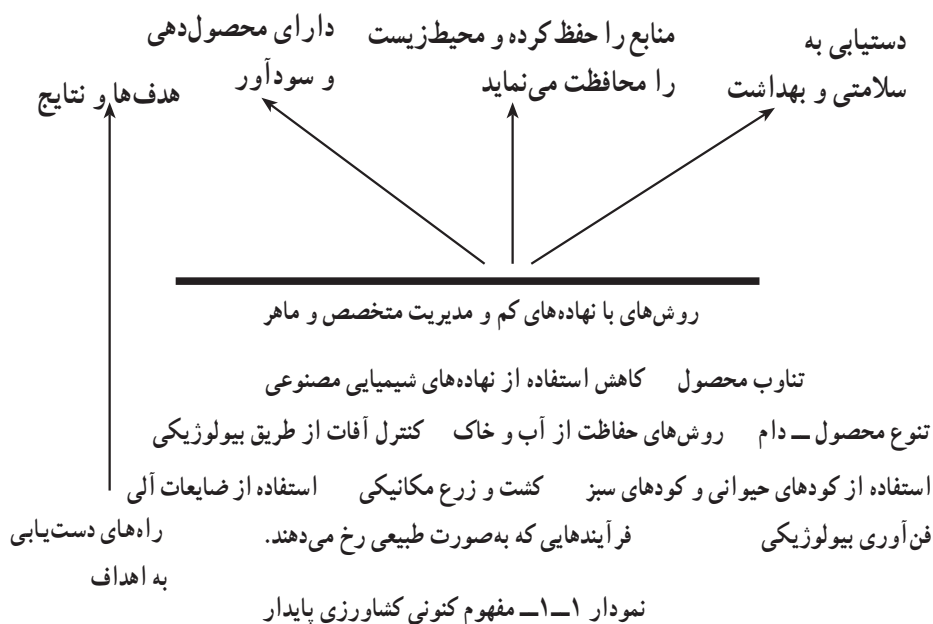 دستیابی به
سلامتی و بهداشت
منابع را حفظ کرده و محیط‌زیست
را محافظت می‌نماید
دارای محصول‌دهی
و سودآور
هدف‌ها و نتایج
روش‌های با نهاده‌های کم و مدیریت متخصص و ماهر
تناوب محصول کاهش استفاده از نهاده‌های شیمیایی مصنوعی
تنوع محصول ــ دام روش‌های حفاظت از آب و خاک کنترل آفات از طریق بیولوژیکی
استفاده از کودهای حیوانی و کودهای سبز کشت و زرع مکانیکی استفاده از ضایعات آلی
فن‌آوری بیولوژیکی فرآیندهایی که به‌صورت طبیعی رخ می‌دهند.
راه‌های دست‌یابی
به اهداف
نمودار ۱ــ۱ــ مفهوم کنونی کشاورزی پایدار